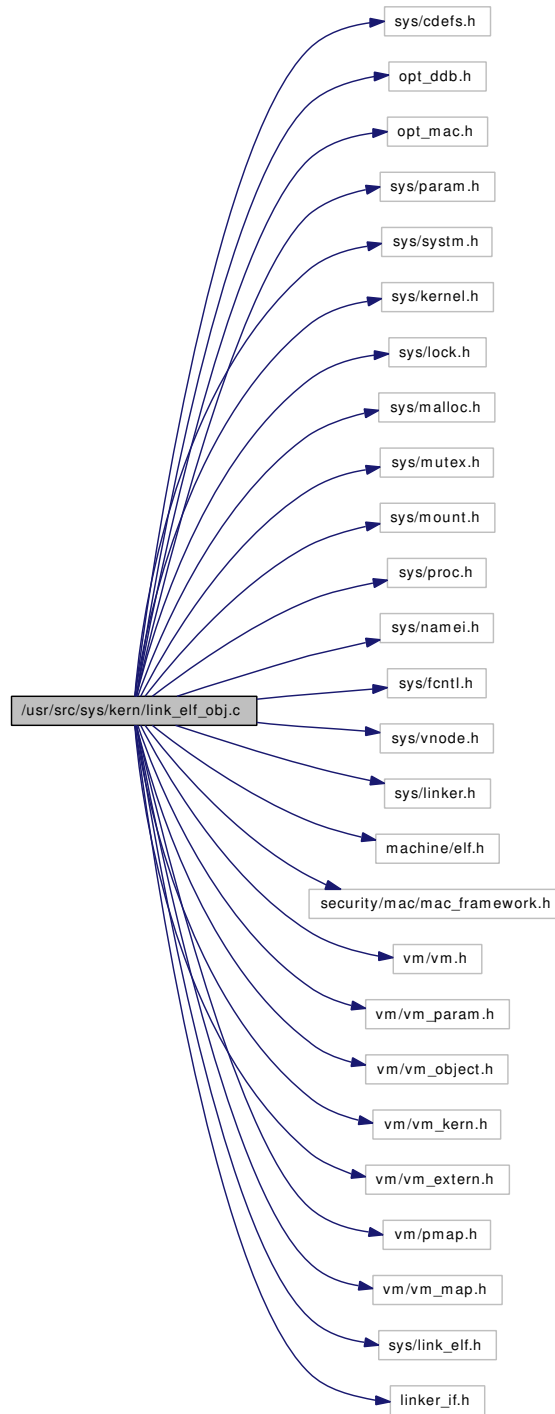 sys/cdefs.h
opt_ddb.h
opt_mac.h
sys/param.h
sys/systm.h
sys/kernel.h
sys/lock.h
sys/malloc.h
sys/mutex.h
sys/mount.h
sys/proc.h
sys/namei.h
sys/fcntl.h
/usr/src/sys/kern/link_elf_obj.c
sys/vnode.h
sys/linker.h
machine/elf.h
security/mac/mac_framework.h
vm/vm.h
vm/vm_param.h
vm/vm_object.h
vm/vm_kern.h
vm/vm_extern.h
vm/pmap.h
vm/vm_map.h
sys/link_elf.h
linker_if.h